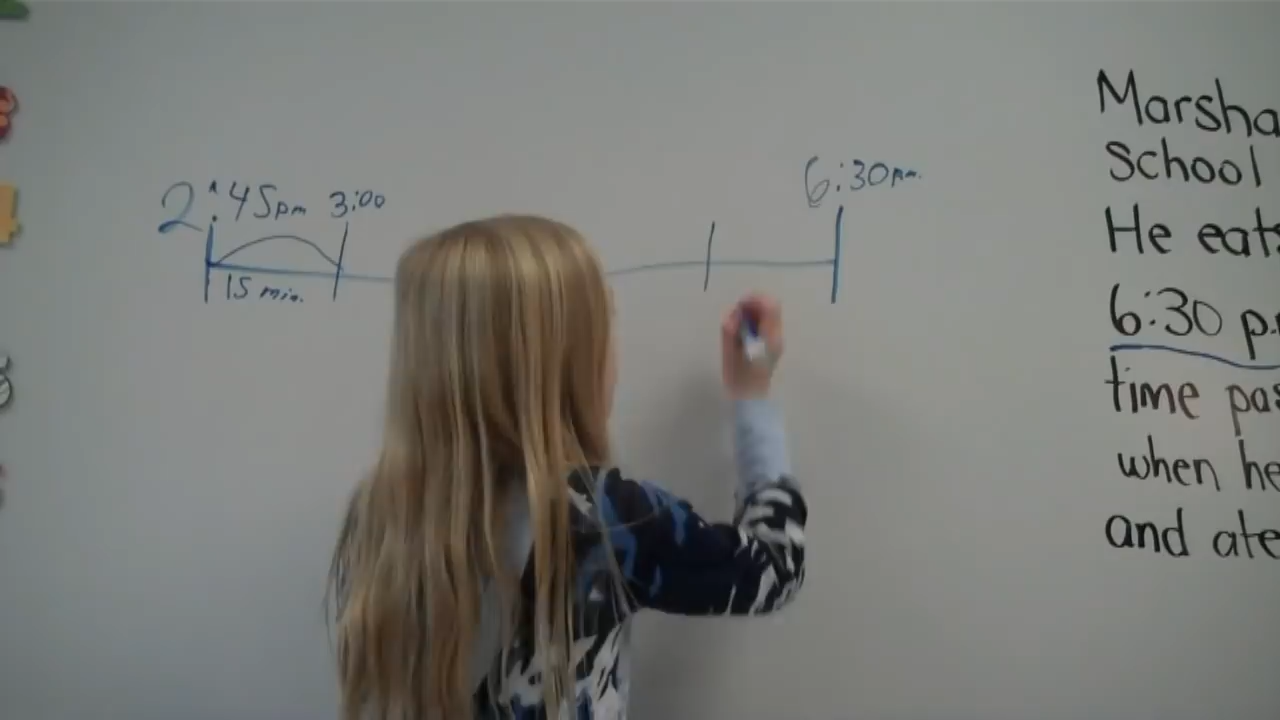 2:45pm 3:00
6:30pm.
15 min.
Marsha
School
He eats
6:30 p.
time pas
when he
and ate